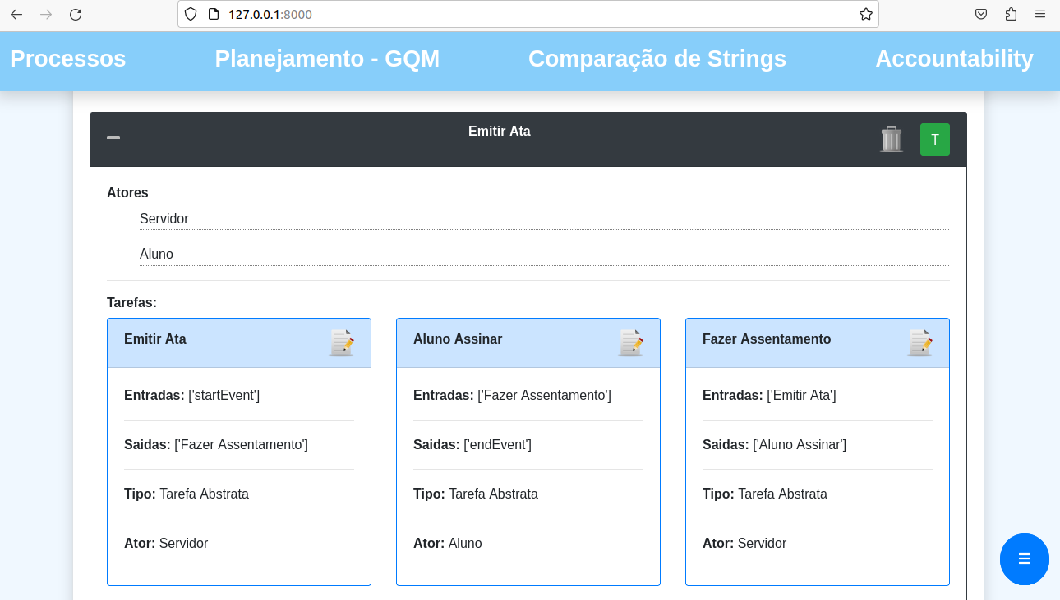 127.0.0.1:8000
Processos Planejamento - GQM Comparação de Strings Accountability
Emitir Ata T
Atores
Servidor
Aluno
Tarefas:
Emitir Ata
Entradas: ['startEvent']
Saidas: ['Fazer Assentamento']
Tipo: Tarefa Abstrata
Ator: Servidor
Aluno Assinar
Entradas: ['Fazer Assentamento']
Saidas: ['endEvent']
Tipo: Tarefa Abstrata
Ator: Aluno
Fazer Assentamento
Entradas: ['Emitir Ata']
Saidas: ['Aluno Assinar']
Tipo: Tarefa Abstrata
Ator: Servidor